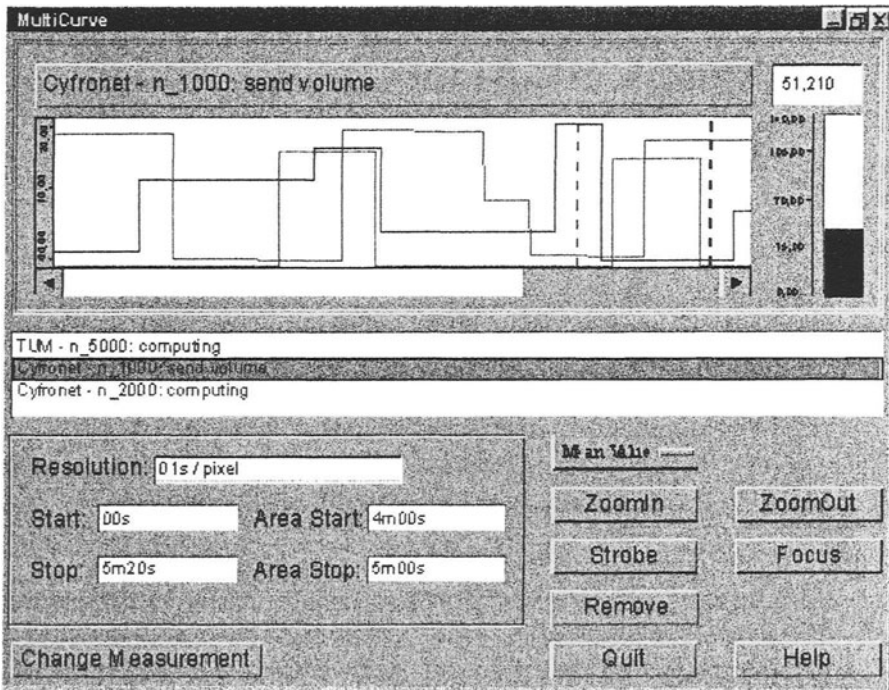 MultiCurve
Cyfronet - n_1000: send volume
51,210
TUM - n_5000: computing
Cyfronet - n_1000: send volume
Cyfronet - n_2000: computing
Resolution: 01s / pixel
Mean Value
Start: 00s
Area Start: 4m00s
ZoomIn
ZoomOut
Stop: 5m20s
Area Stop: 5m00s
Strobe
Focus
Remove
Change Measurement
Quit
Help